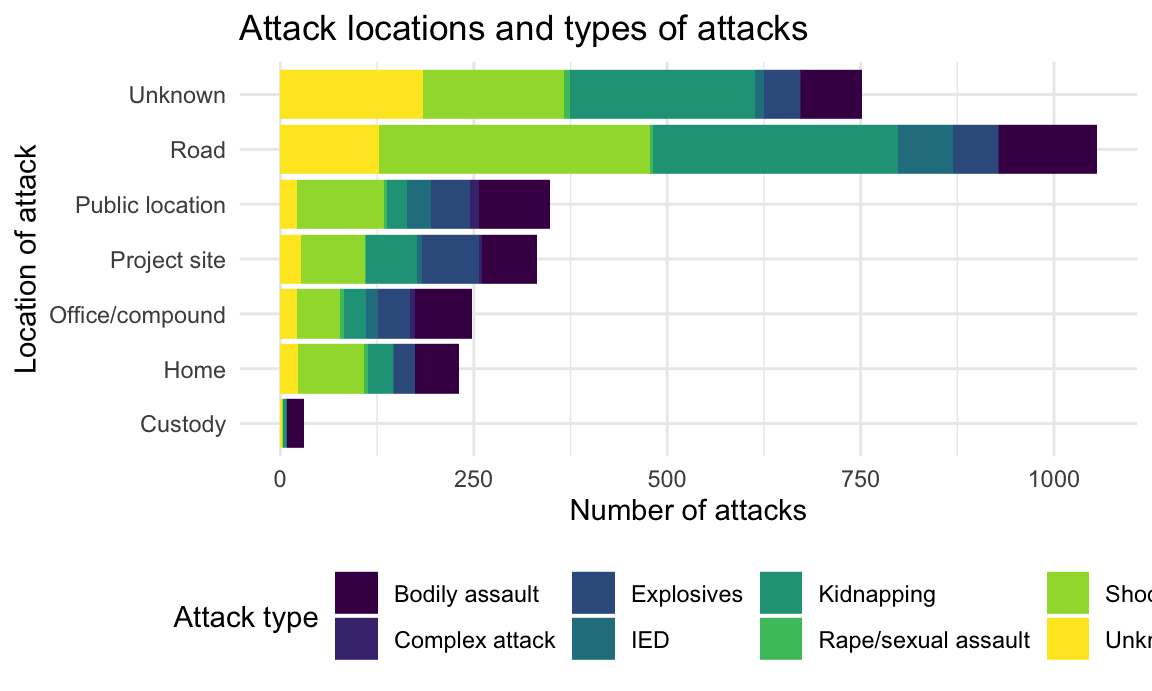 Attack locations and types of attacks
Location of attack
Unknown
Road
Public location
Project site
Office/compound
Home
Custody
0 250 500 750 1000
Number of attacks
Attack type
Bodily assault Explosives Kidnapping
Complex attack IED Rape/sexual assault